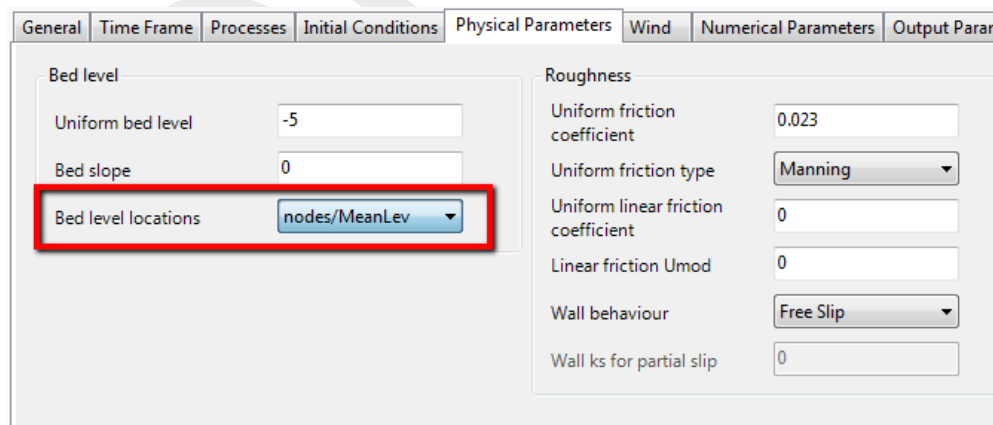 General Time Frame Processes Initial Conditions Physical Parameters Wind Numerical Parameters Output Param
Bed level
Uniform bed level -5
Bed slope 0
Bed level locations nodes/MeanLev
Roughness
Uniform friction
coefficient 0.023
Uniform friction type Manning
Uniform linear friction
coefficient 0
Linear friction Umod 0
Wall behaviour Free Slip
Wall ks for partial slip 0